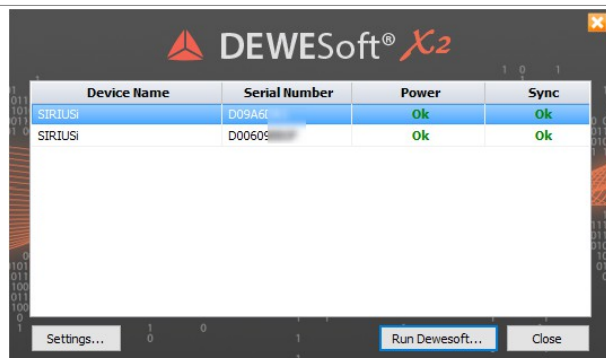 DEWESoft® X2
Device Name Serial Number Power Sync
SIRIUSi Ok Ok
SIRIUSi Ok Ok
Settings... Run Dewesoft... Close